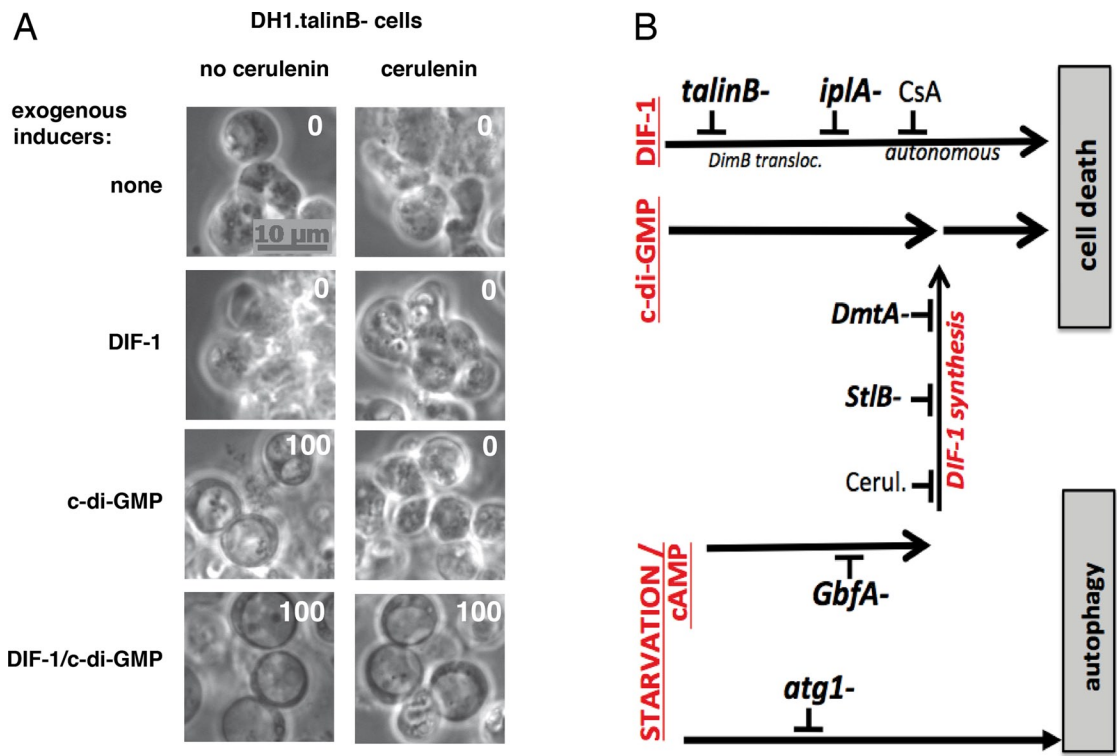 A
DH1.talinB- cells
no cerulenin
cerulenin
exogenous
inducers:
none
0
0
10 µm
DIF-1
0
0
c-di-GMP
100
0
DIF-1/c-di-GMP
100
100
B
DIF-1
talinB-
iplA-
CsA
DimB transloc.
autonomous
cell death
c-di-GMP
DmtA-
StlB-
Cerul.
DIF-1 synthesis
STARVATION /
cAMP
GbfA-
atg1-
autophagy